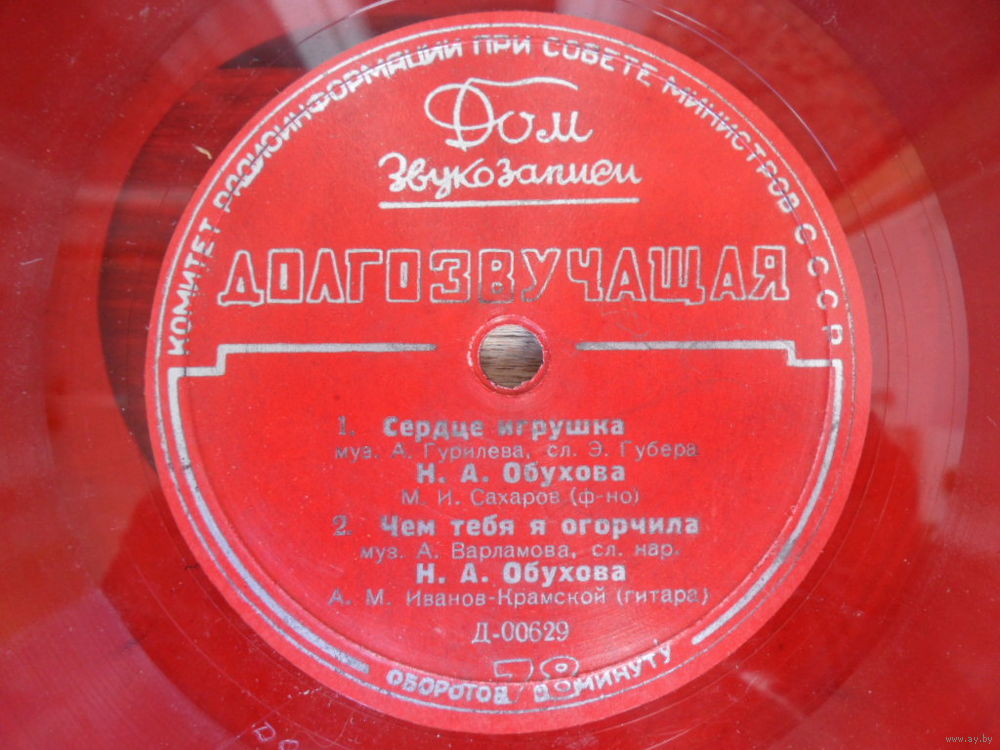 КОМИТЕТ РАДИОИНФОРМАЦИИ ПРИ СОВЕТЕ МИНИСТРОВ СССР
Дом
Звукозаписи
ДОЛГОЗВУЧАЩАЯ
1. Сердце игрушка
муз. А. Гурилева, сл. Э. Губера
Н. А. Обухова
М. И. Сахаров (ф-но)
2. Чем тебя я огорчила
муз. А. Варламова, сл. нар.
Н. А. Обухова
А. М. Иванов-Крамской (гитара)
Д-00629
78
ОБОРОТОВ В МИНУТУ
www.ay.by